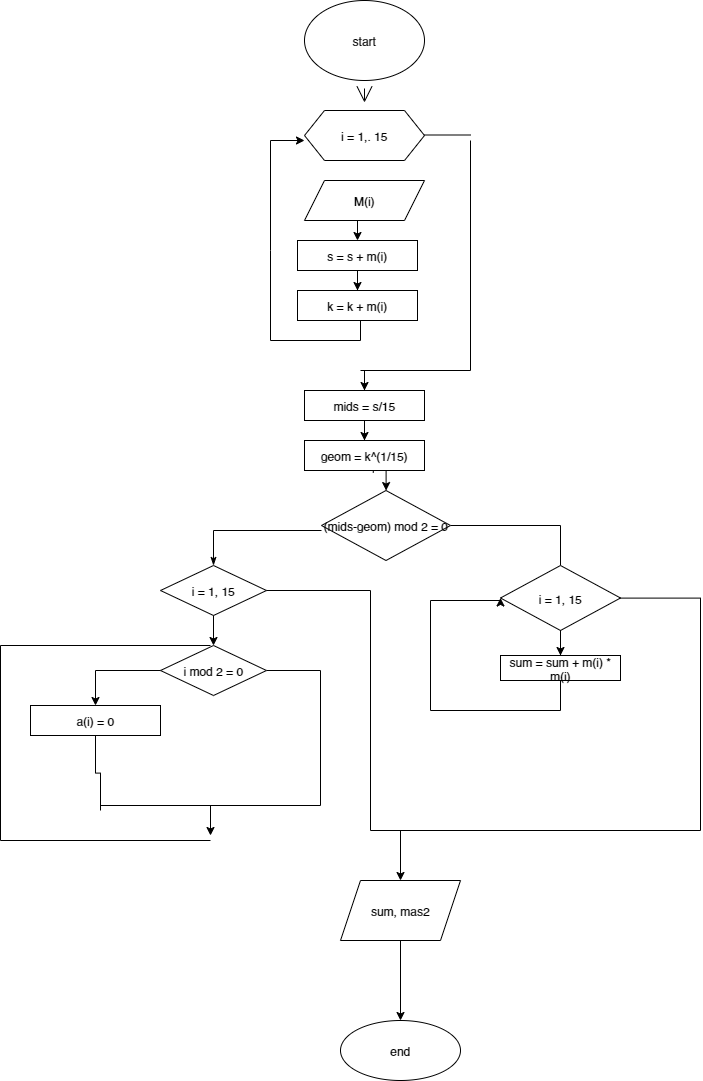 start
i = 1,. 15
M(i)
s = s + m(i)
k = k + m(i)
mids = s/15
geom = k^(1/15)
(mids-geom) mod 2 = 0
i = 1, 15
i = 1, 15
i mod 2 = 0
sum = sum + m(i) *
m(i)
a(i) = 0
sum, mas2
end